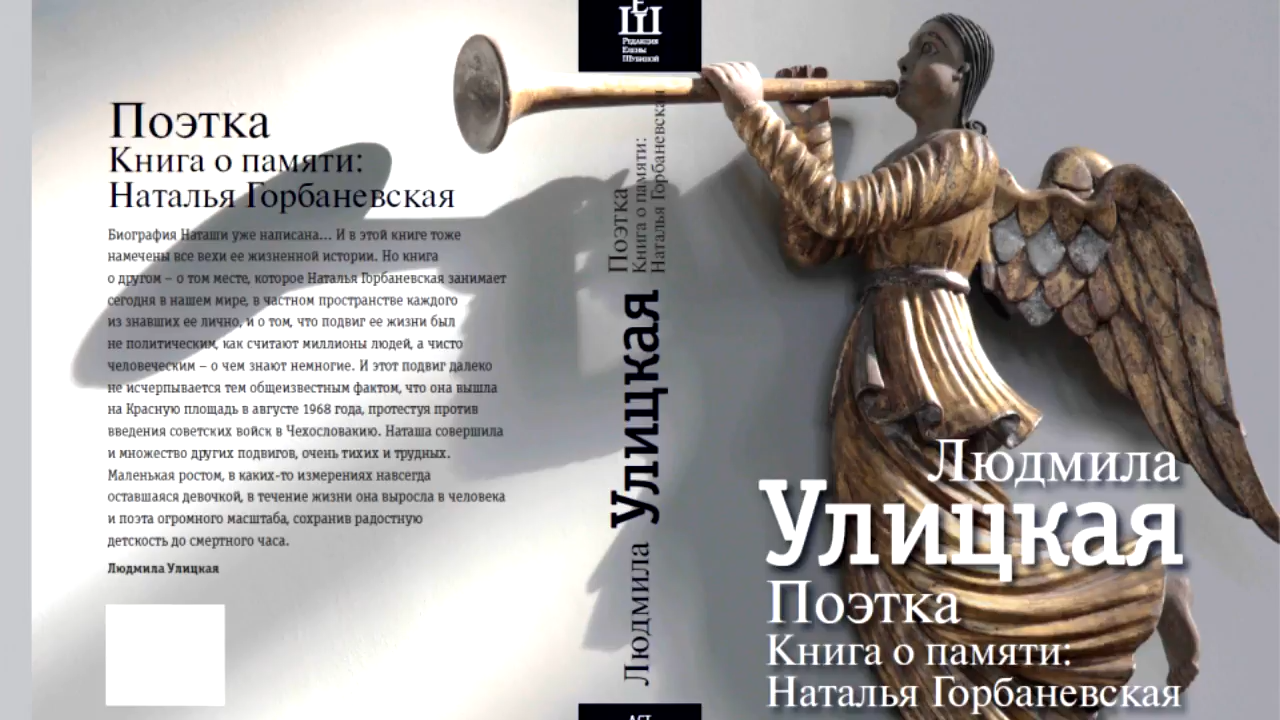 Поэтка
Книга о памяти:
Наталья Горбаневская
Биография Наташи уже написана... И в этой книге тоже
намечены все вехи ее жизненной истории. Но книга
о другом – о том месте, которое Наталья Горбаневская занимает
сегодня в нашем мире, в частном пространстве каждого
из знавших ее лично, и о том, что подвиг ее жизни был
не политическим, как считают миллионы людей, а чисто
человеческим – о чем знают немногие. И этот подвиг далеко
не исчерпывается тем общеизвестным фактом, что она вышла
на Красную площадь в августе 1968 года, протестуя против
введения советских войск в Чехословакию. Наташа совершила
и множество других подвигов, очень тихих и трудных.
Маленькая ростом, в каких-то измерениях навсегда
оставшаяся девочкой, в течение жизни она выросла в человека
и поэта огромного масштаба, сохранив радостную
детскость до смертного часа.
Людмила Улицкая
ЕШ
Редакция
Елены
Шубиной
Людмила Улицкая
Поэтка
Книга о памяти:
Наталья Горбаневская
АСТ
Людмила
Улицкая
Поэтка
Книга о памяти:
Наталья Горбаневская